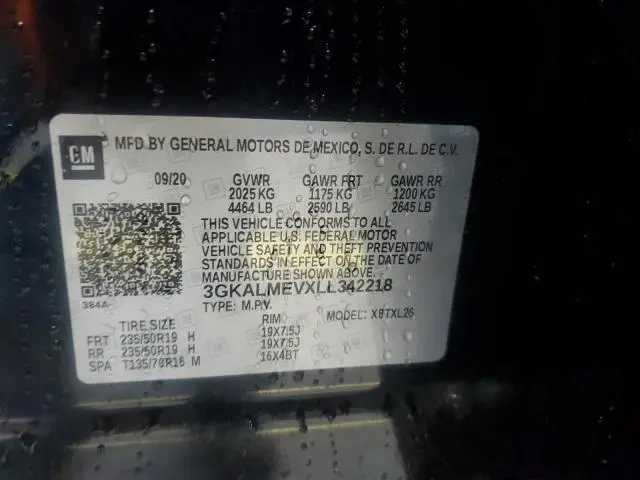 GM MFD BY GENERAL MOTORS DE MEXICO, S. DE R.L. DE C.V.
09/20 GVWR GAWR FRT GAWR RR
2025 KG 1175 KG 1200 KG
4464 LB 2590 LB 2645 LB
THIS VEHICLE CONFORMS TO ALL
APPLICABLE U.S. FEDERAL MOTOR
VEHICLE SAFETY AND THEFT PREVENTION
STANDARDS IN EFFECT ON THE DATE OF
MANUFACTURE SHOWN ABOVE.
384A 3GKALMEVXLL342218
TYPE: M.P.V. MODEL: XBTXL26
TIRE SIZE RIM
FRT 235/50R19 H 19X7.5J
RR 235/50R19 H 19X7.5J
SPA T135/70R16 M 16X4BT